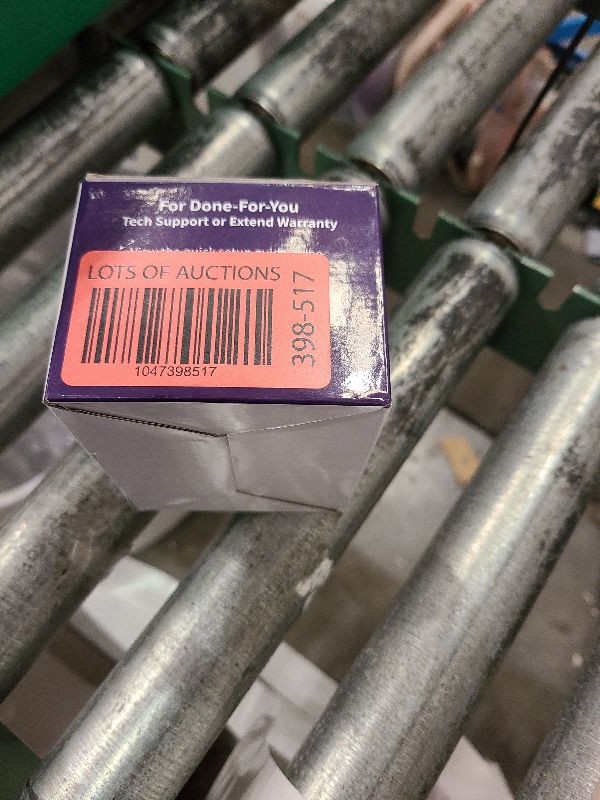 For Done-For-You
Tech Support or Extend Warranty
LOTS OF AUCTIONS
1047398517
398-517